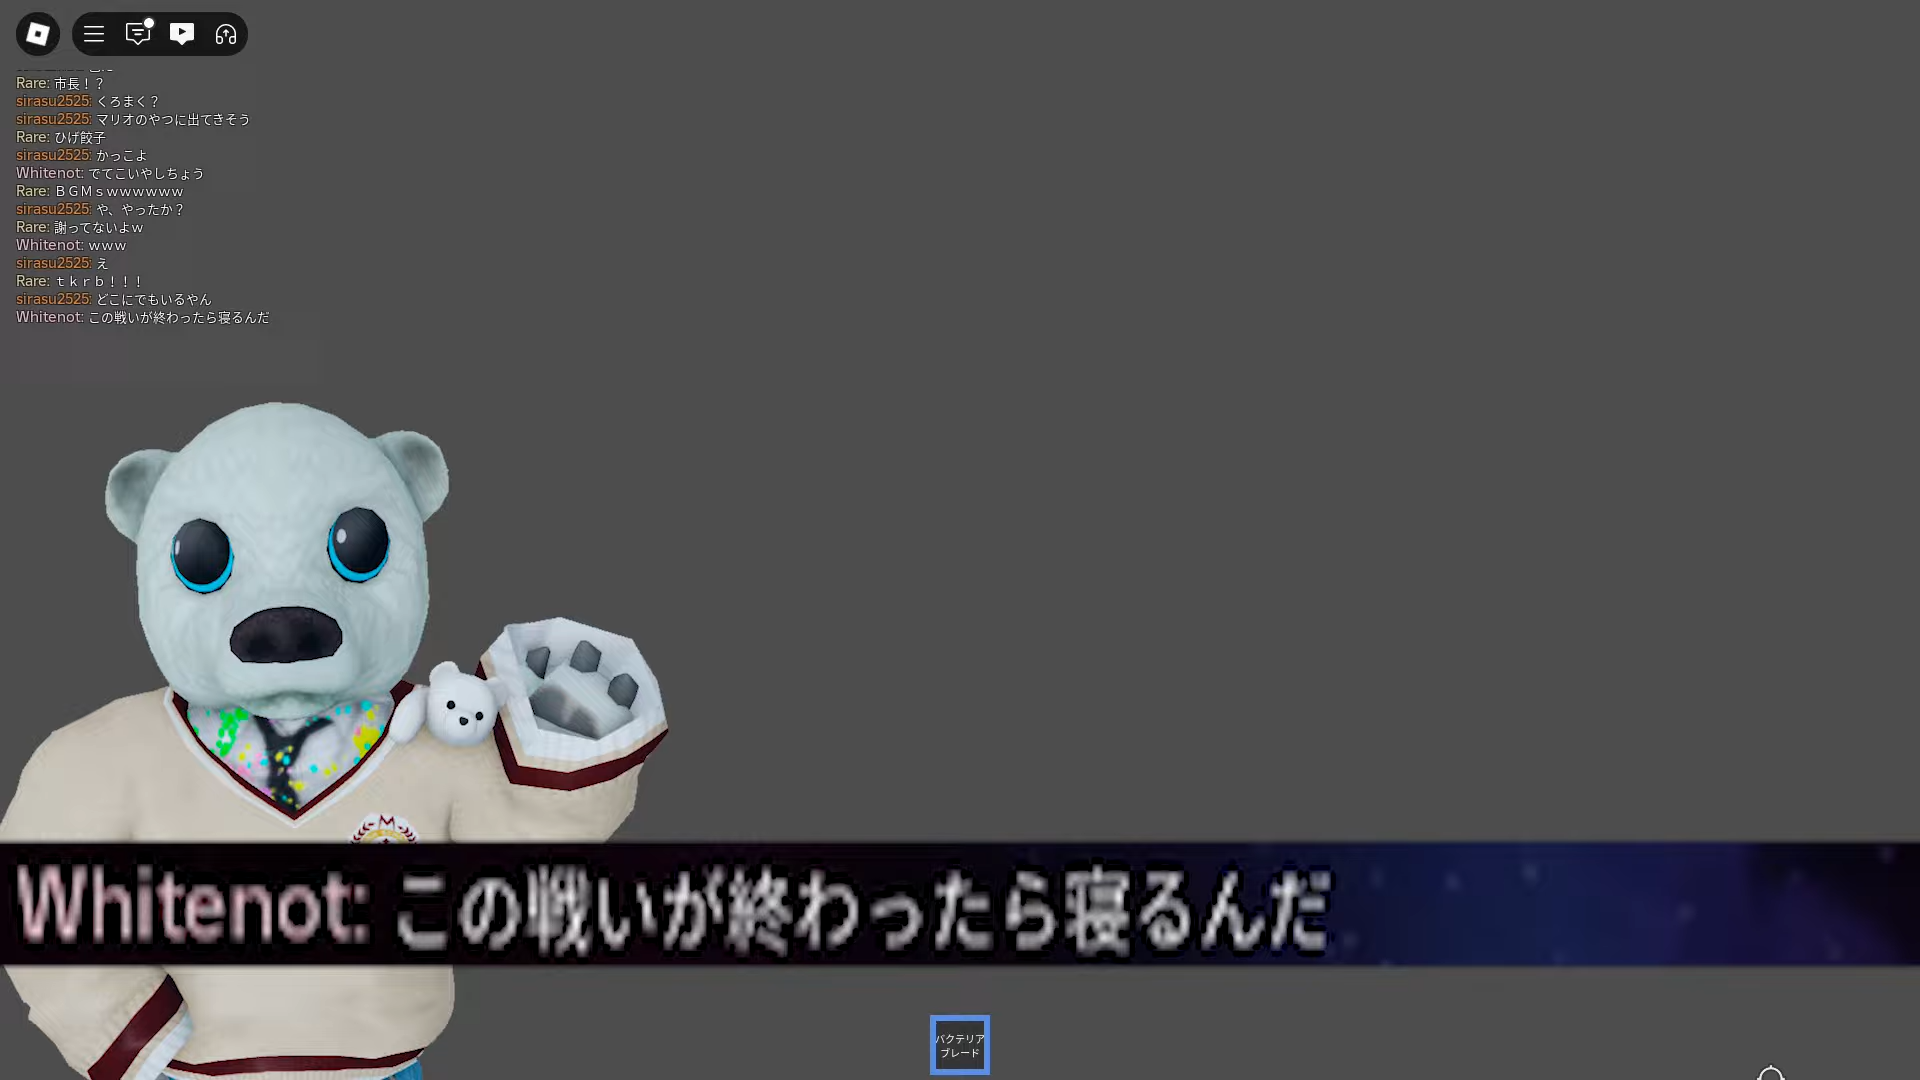 Rare: 市長！？
sirasu2525: くろまく？
sirasu2525: マリオのやつに出てきそう
Rare: ひげ餃子
sirasu2525: かっこよ
Whitenot: でてこいやしちょう
Rare: ＢＧＭｓｗｗｗｗｗｗ
sirasu2525: や、やったか？
Rare: 謝ってないよｗ
Whitenot: ｗｗｗ
sirasu2525: え
Rare: ｔｋｒｂ！！！
sirasu2525: どこにでもいるやん
Whitenot: この戦いが終わったら寝るんだ
M
Whitenot: この戦いが終わったら寝るんだ
バクテリア
ブレード